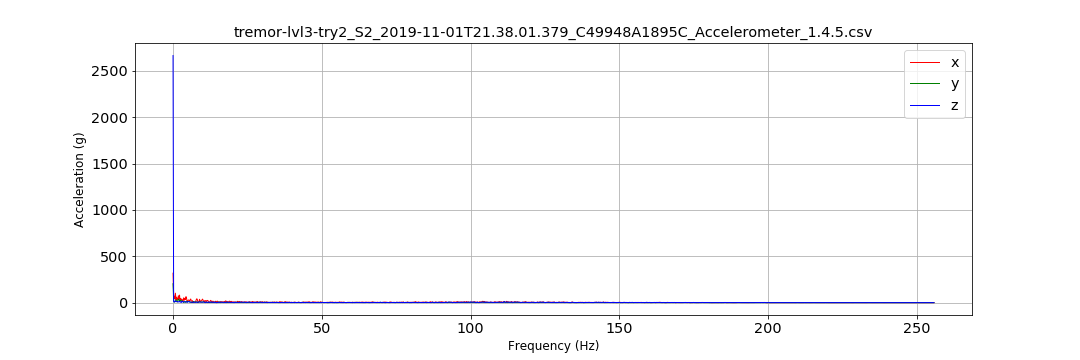 tremor-lvl3-try2_S2_2019-11-01T21.38.01.379_C49948A1895C_Accelerometer_1.4.5.csv
x
y
z
2500
2000
1500
1000
500
0
Acceleration (g)
0 50 100 150 200 250
Frequency (Hz)